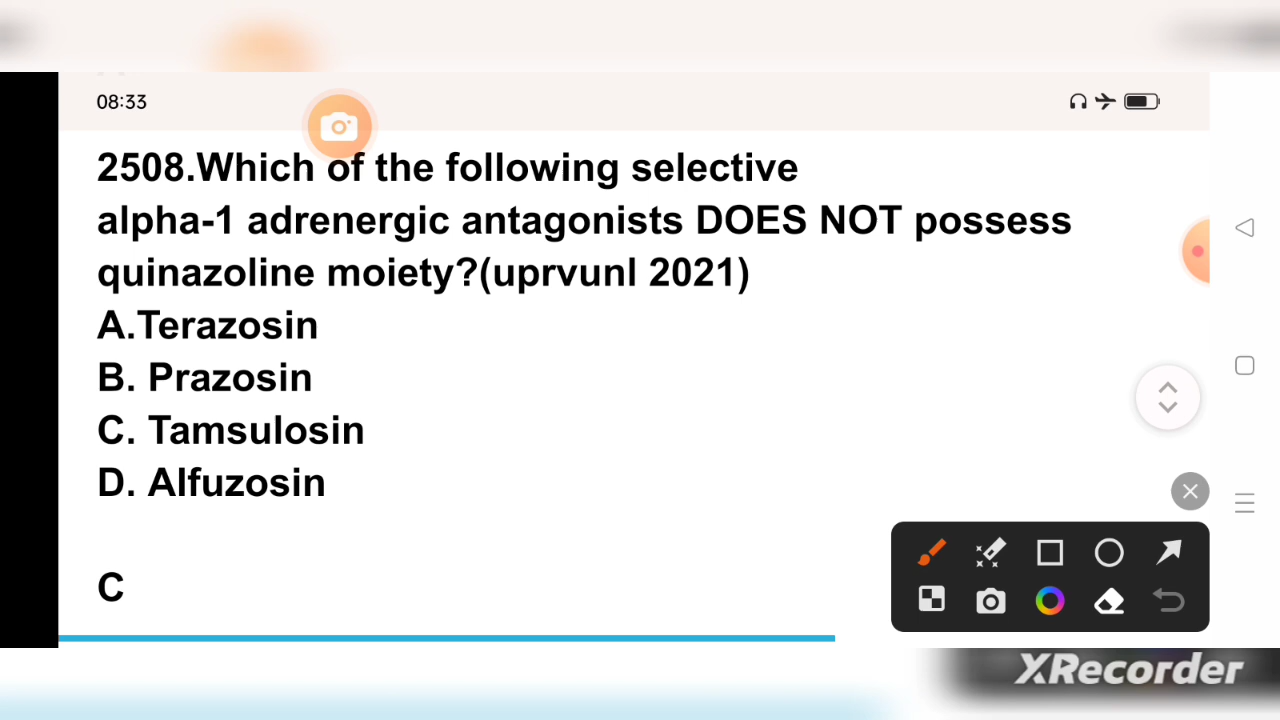 08:33
2508.Which of the following selective
alpha-1 adrenergic antagonists DOES NOT possess
quinazoline moiety?(uprvunl 2021)
A.Terazosin
B. Prazosin
C. Tamsulosin
D. Alfuzosin
C
XRecorder